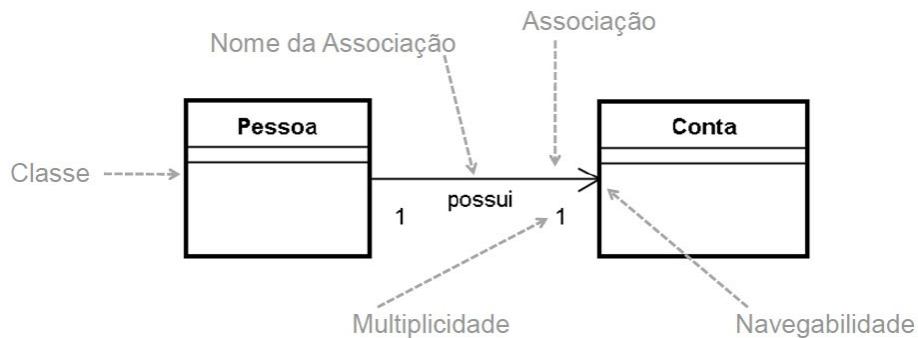 Associação
Nome da Associação
Pessoa
Conta
Classe
possui
1
1
Multiplicidade
Navegabilidade